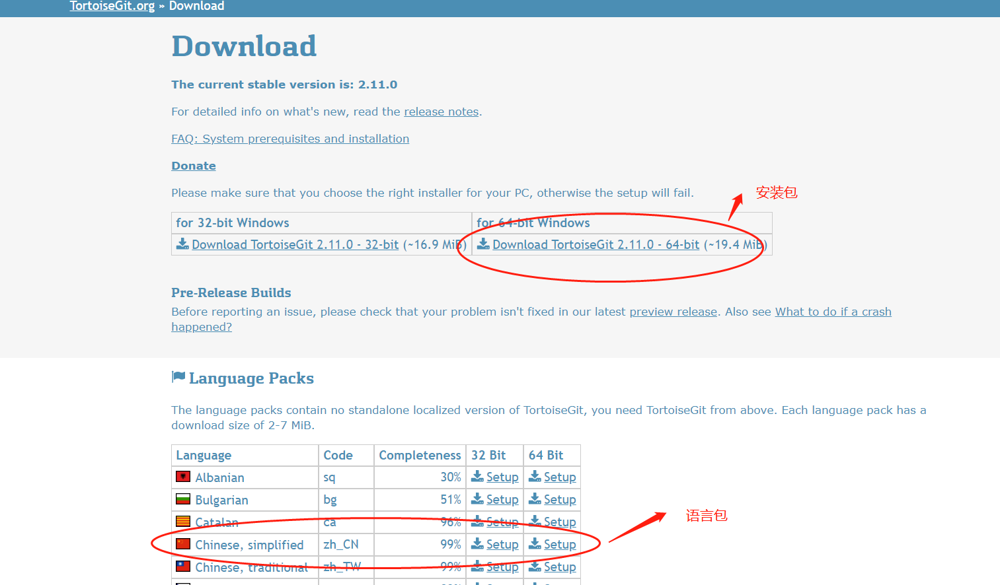 TortoiseGit.org » Download
Download
The current stable version is: 2.11.0
For detailed info on what's new, read the release notes.
FAQ: System prerequisites and installation
Donate
Please make sure that you choose the right installer for your PC, otherwise the setup will fail.
安装包
for 32-bit Windows for 64-bit Windows
Download TortoiseGit 2.11.0 - 32-bit (~16.9 MiB) Download TortoiseGit 2.11.0 - 64-bit (~19.4 MiB)
Pre-Release Builds
Before reporting an issue, please check that your problem isn't fixed in our latest preview release. Also see What to do if a crash
happened?
Language Packs
The language packs contain no standalone localized version of TortoiseGit, you need TortoiseGit from above. Each language pack has a
download size of 2-7 MiB.
Language Code Completeness 32 Bit 64 Bit
Albanian sq 30% Setup Setup
Bulgarian bg 51% Setup Setup
Catalan ca 96% Setup Setup
语言包
Chinese, simplified zh_CN 99% Setup Setup
Chinese, traditional zh_TW 99% Setup Setup